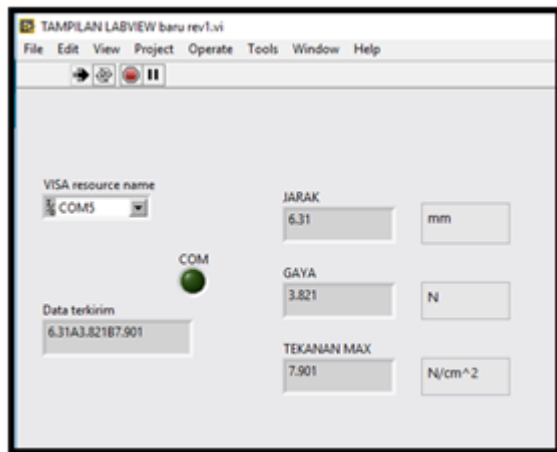 TAMPILAN LABVIEW baru rev1.vi
File Edit View Project Operate Tools Window Help
VISA resource name
COM5
COM
Data terkirim
6.31A3.821B7.901
JARAK
6.31
mm
GAYA
3.821
N
TEKANAN MAX
7.901
N/cm^2